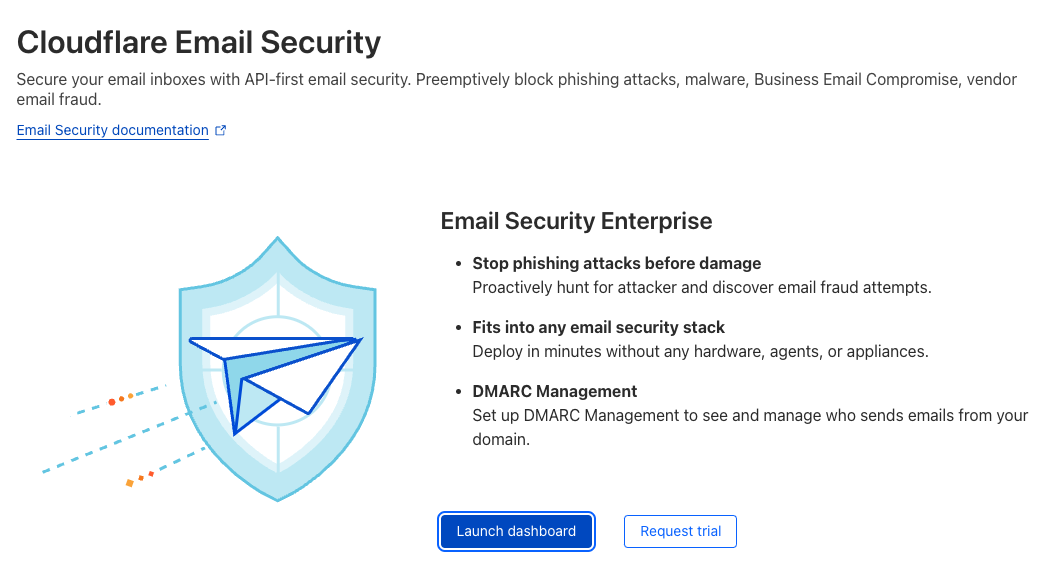 Cloudflare Email Security
Secure your email inboxes with API-first email security. Preemptively block phishing attacks, malware, Business Email Compromise, vendor
email fraud.
Email Security documentation
Email Security Enterprise
• Stop phishing attacks before damage
Proactively hunt for attacker and discover email fraud attempts.
• Fits into any email security stack
Deploy in minutes without any hardware, agents, or appliances.
• DMARC Management
Set up DMARC Management to see and manage who sends emails from your
domain.
Launch dashboard
Request trial